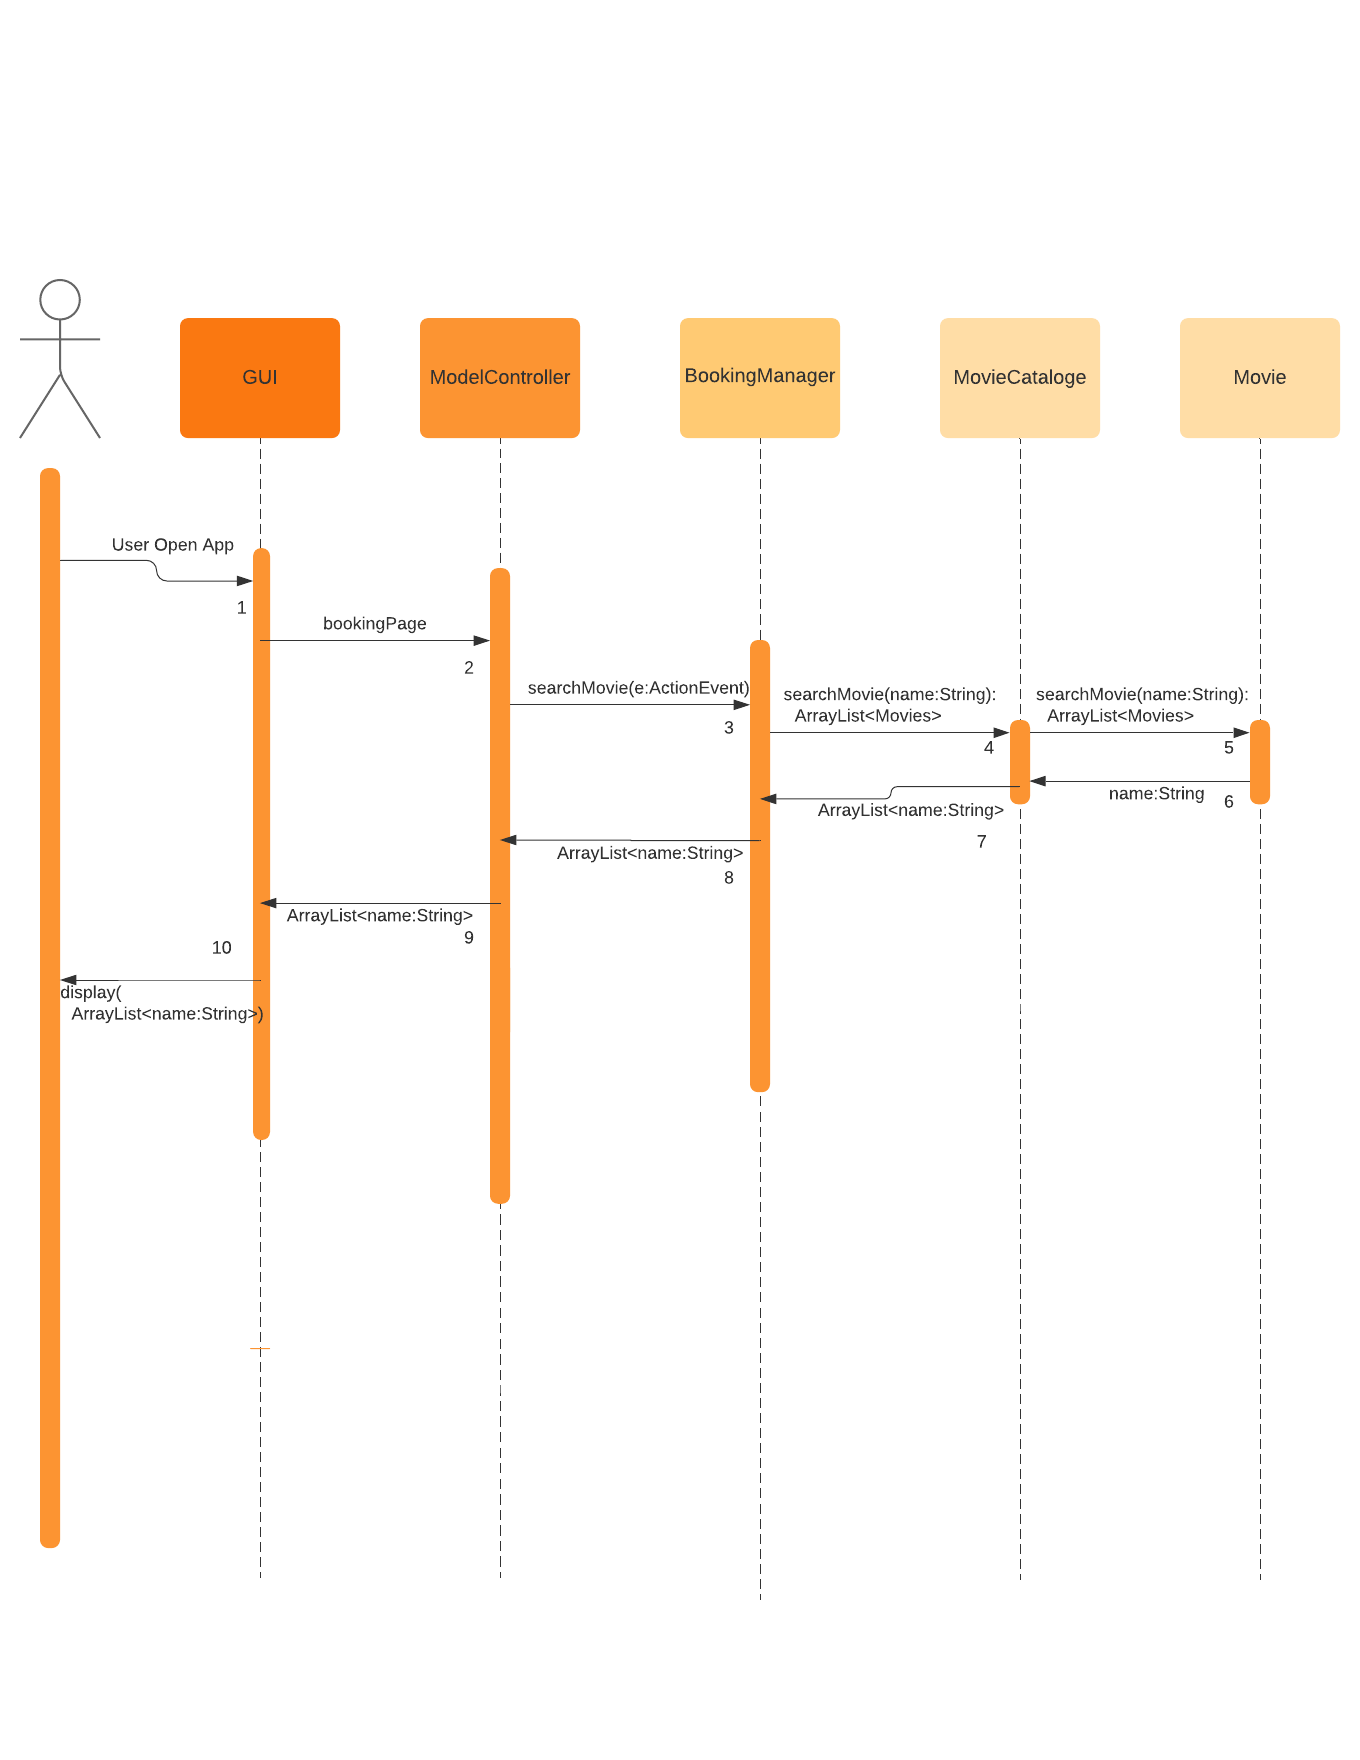 GUI
ModelController
BookingManager
MovieCataloge
Movie
User Open App
1
bookingPage
2
searchMovie(e:ActionEvent)
3
searchMovie(name:String):
ArrayList<Movies>
4
searchMovie(name:String):
ArrayList<Movies>
5
name:String
6
ArrayList<name:String>
7
ArrayList<name:String>
8
ArrayList<name:String>
9
10
display(
ArrayList<name:String>)